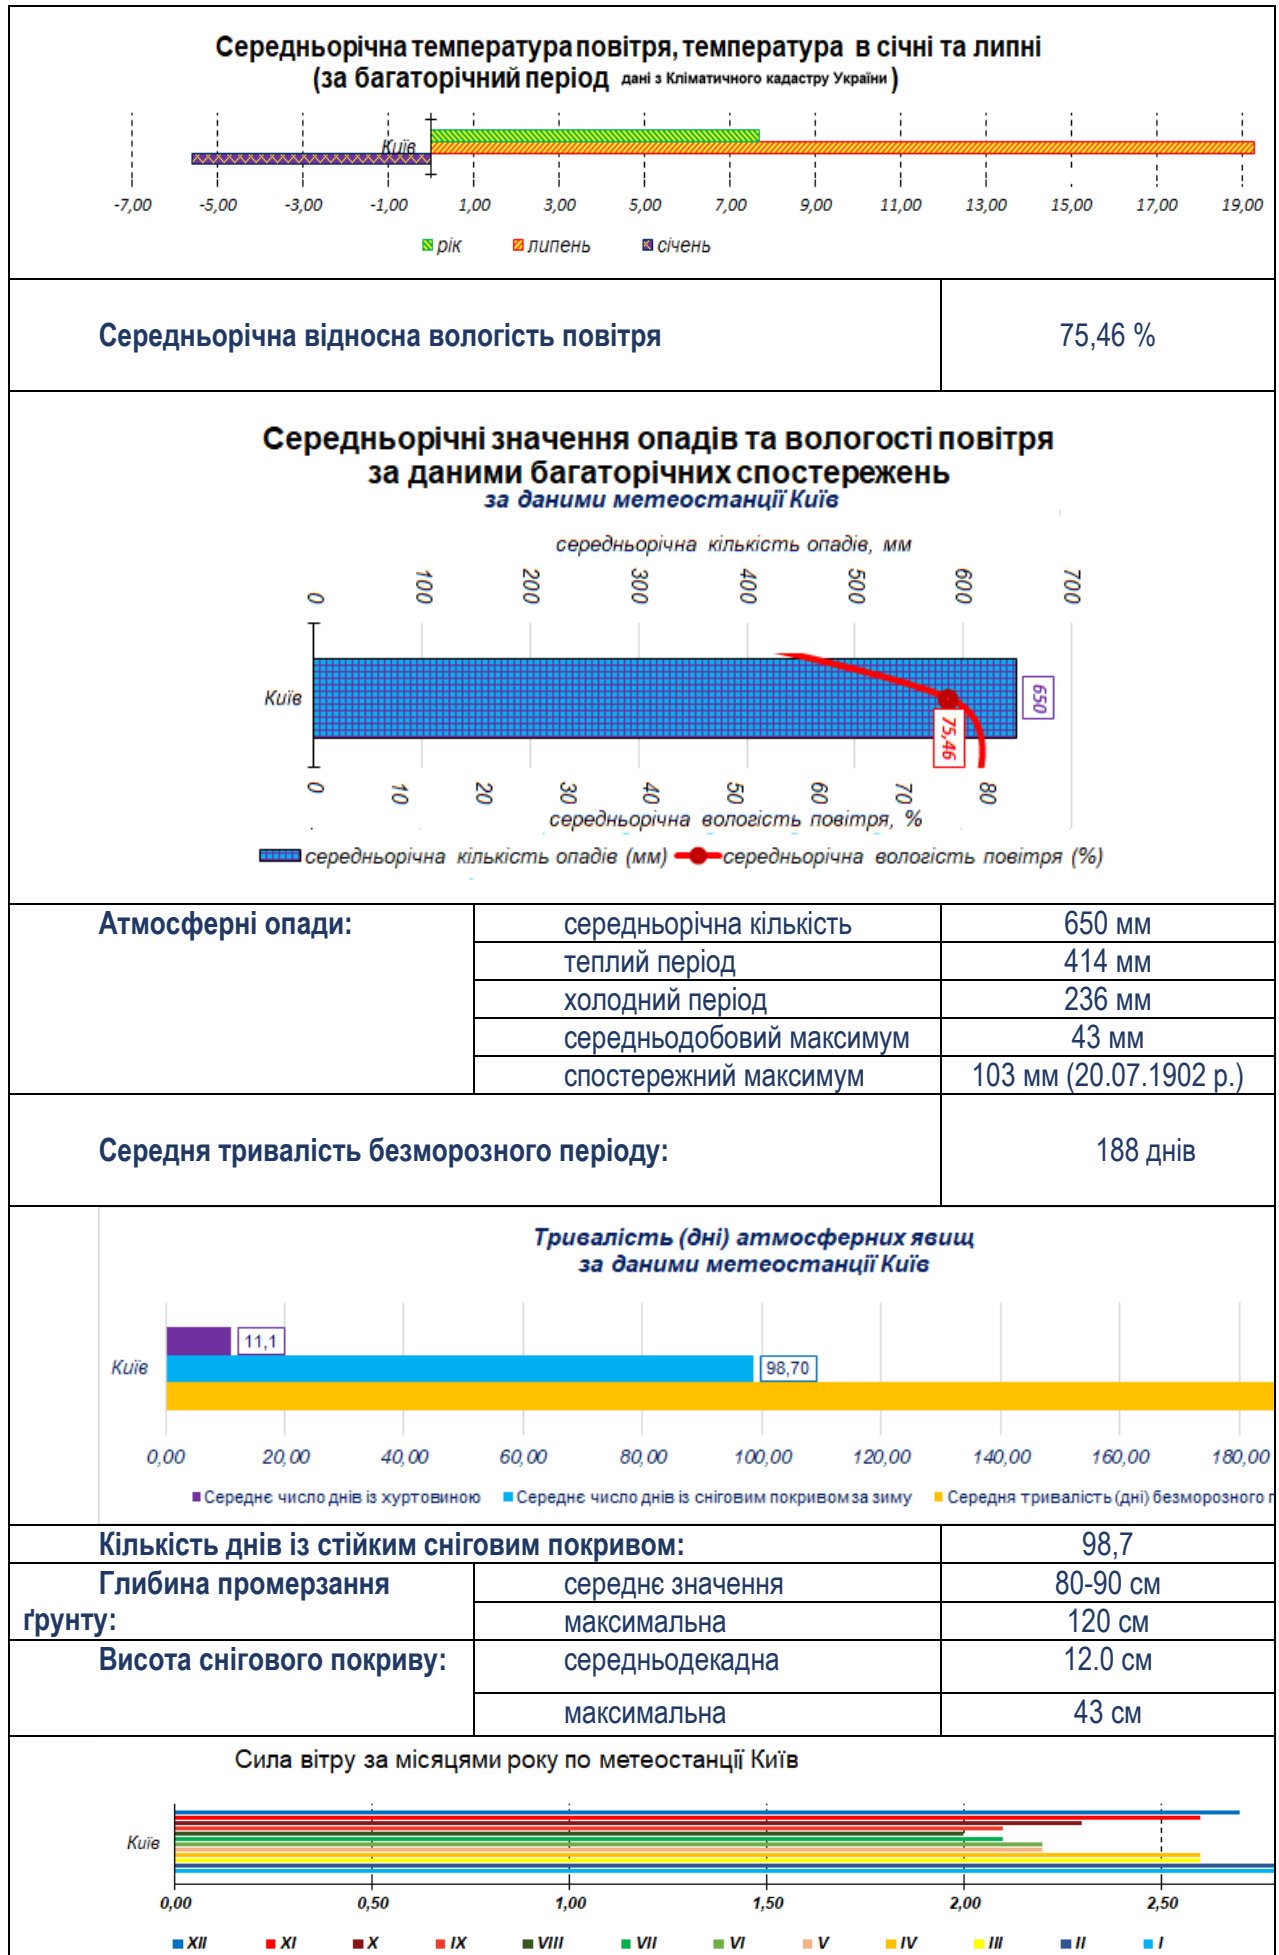 Середньорічна температура повітря, температура в січні та липні
(за багаторічний період дані з Кліматичного кадастру України)
Київ
-7,00 -5,00 -3,00 -1,00 1,00 3,00 5,00 7,00 9,00 11,00 13,00 15,00 17,00 19,00
рік липень січень
Середньорічна відносна вологість повітря 75,46 %
Середньорічні значення опадів та вологості повітря
за даними багаторічних спостережень
за даними метеостанції Київ
середньорічна кількість опадів, мм
0 100 200 300 400 500 600 700
Київ
650
75,46
0 10 20 30 40 50 60 70 80
середньорічна вологість повітря, %
середньорічна кількість опадів (мм) середньорічна вологість повітря (%)
Атмосферні опади: середньорічна кількість 650 мм
теплий період 414 мм
холодний період 236 мм
середньодобовий максимум 43 мм
спостережний максимум 103 мм (20.07.1902 р.)
Середня тривалість безморозного періоду: 188 днів
Тривалість (дні) атмосферних явищ
за даними метеостанції Київ
11,1
Київ
98,70
0,00 20,00 40,00 60,00 80,00 100,00 120,00 140,00 160,00 180,00
Середнє число днів із хуртовиною Середнє число днів із сніговим покривом за зиму Середня тривалість (дні) безморозного
Кількість днів із стійким сніговим покривом: 98,7
Глибина промерзання середнє значення 80-90 см
ґрунту: максимальна 120 см
Висота снігового покриву: середньодекадна 12.0 см
максимальна 43 см
Сила вітру за місяцями року по метеостанції Київ
Київ
0,00 0,50 1,00 1,50 2,00 2,50
XII XI X IX VIII VII VI V IV III II I